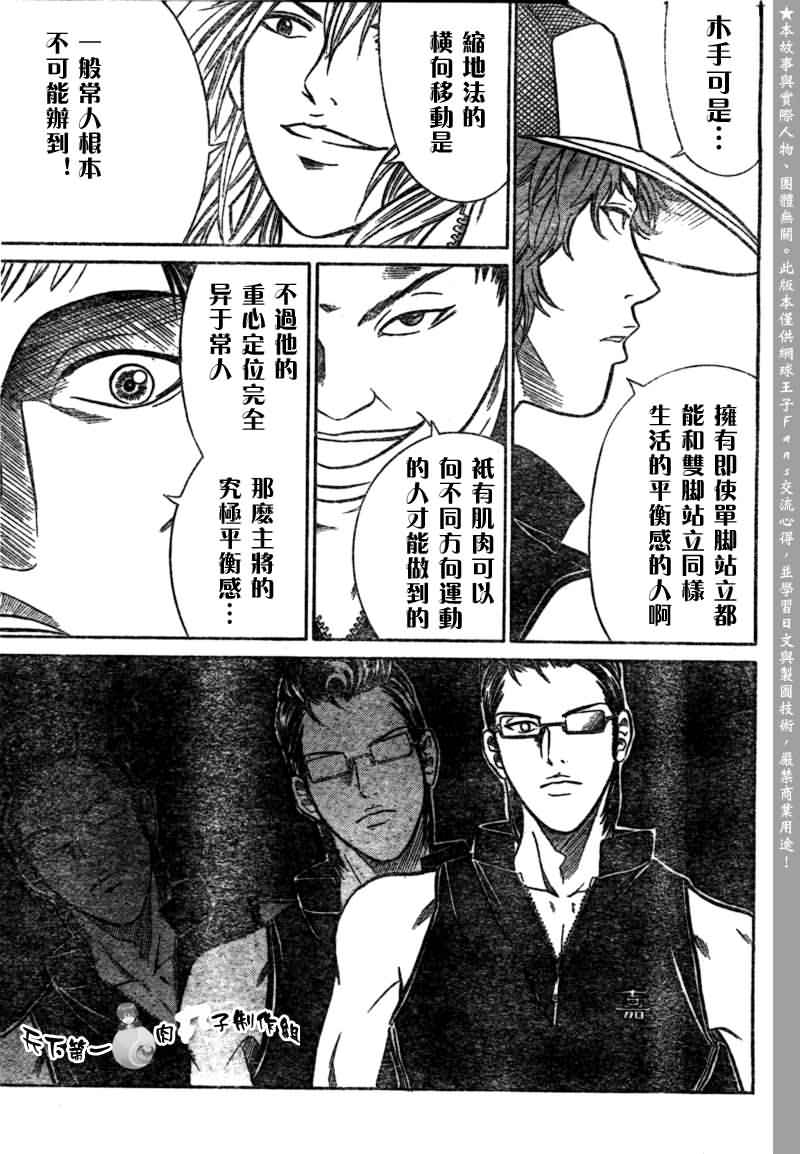 木手可是…
縮地法的
橫向移動是
一般常人根本
不可能辦到！
擁有即使單脚站立都
能和雙脚站立同樣
生活的平衡感的人啊
衹有肌肉可以
向不同方向運動
的人才能做到的
不過他的
重心定位完全
异于常人
那麽主將的
究極平衡感…
天下第一
肉
子制作組
★本故事與實際人物、團體無關。此版本僅供網球王子Fans交流心得，並學習日文與製圖技術，嚴禁商業用途！